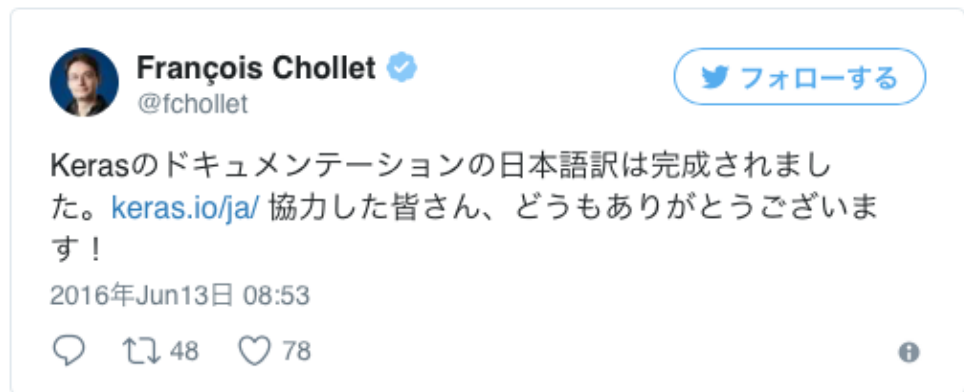 François Chollet
@fchollet
フォローする
Kerasのドキュメンテーションの日本語訳は完成されまし
た。keras.io/ja/ 協力した皆さん、どうもありがとうございま
す！
2016年Jun13日 08:53
48 78